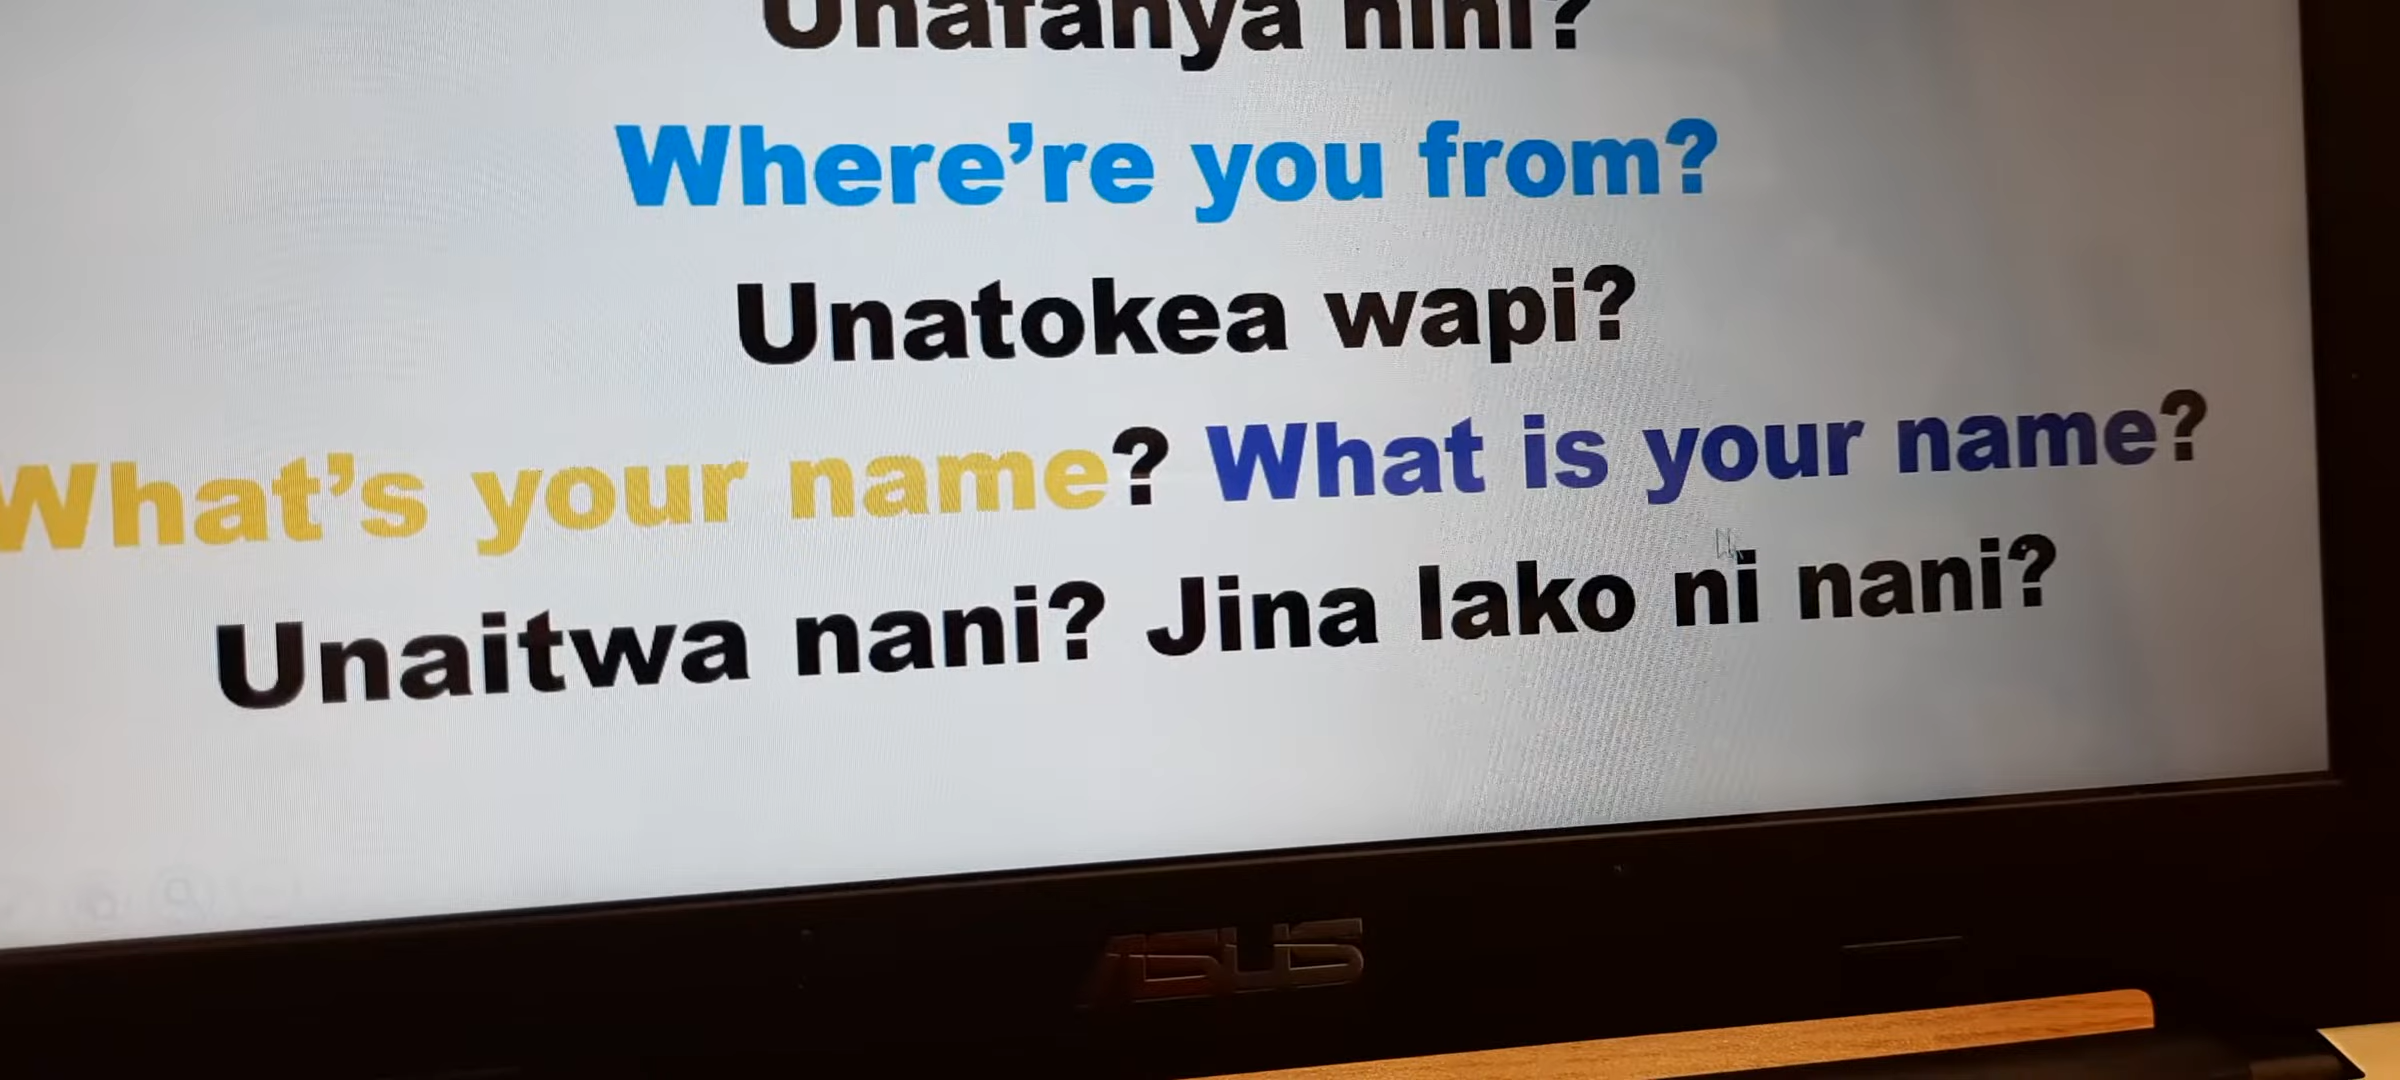 Unafanya nini?
Where’re you from?
Unatokea wapi?
What’s your name? What is your name?
Unaitwa nani? Jina lako ni nani?
ASUS